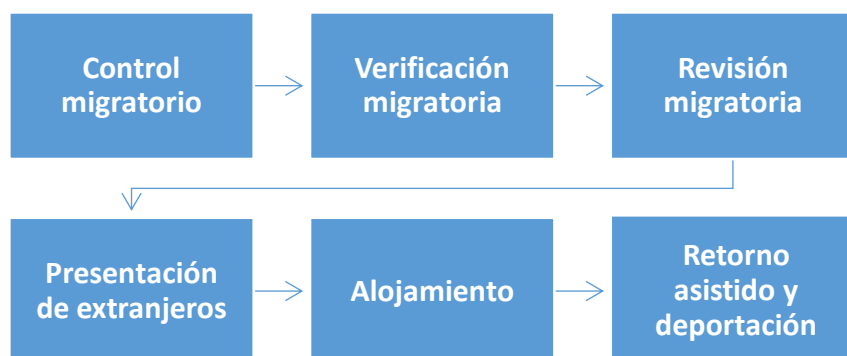 Control
migratorio
Verificación
migratoria
Revisión
migratoria
Presentación
de extranjeros
Alojamiento
Retorno
asistido y
deportación